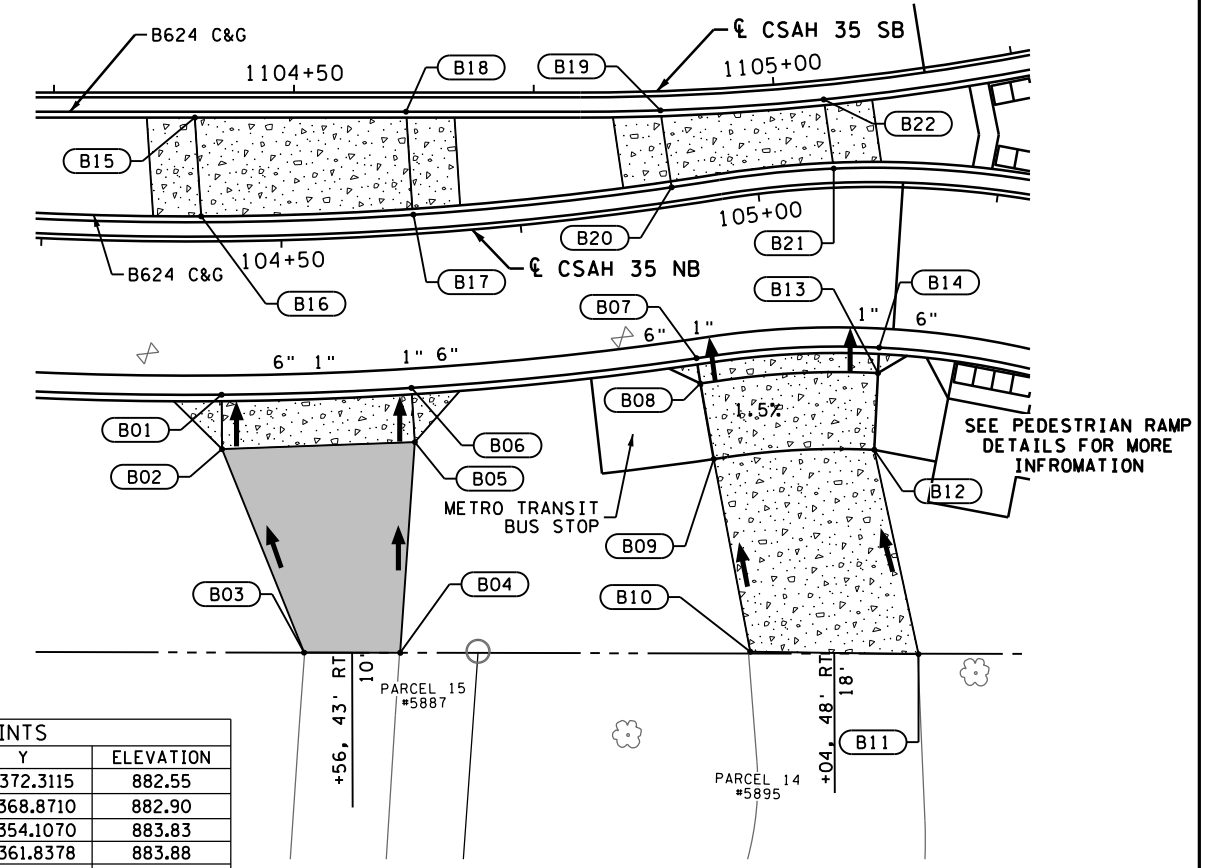 B624 C&G
℄ CSAH 35 SB
1104+50
B18
B19
1105+00
B15
B22
B20
105+00
B21
104+50
℄ CSAH 35 NB
B624 C&G
B17
B16
B13
B14
B07
6" 1"
1" 6"
6" 1"
1" 6"
B01
B06
B08
1.5%
SEE PEDESTRIAN RAMP
DETAILS FOR MORE
INFROMATION
B02
B05
B12
METRO TRANSIT
BUS STOP
B09
B03
B04
B10
+56, 43' RT
10'
PARCEL 15
#5887
+04, 48' RT
18'
B11
PARCEL 14
#5895
INTS
Y ELEVATION
372.3115 882.55
368.8710 882.90
354.1070 883.83
361.8378 883.88